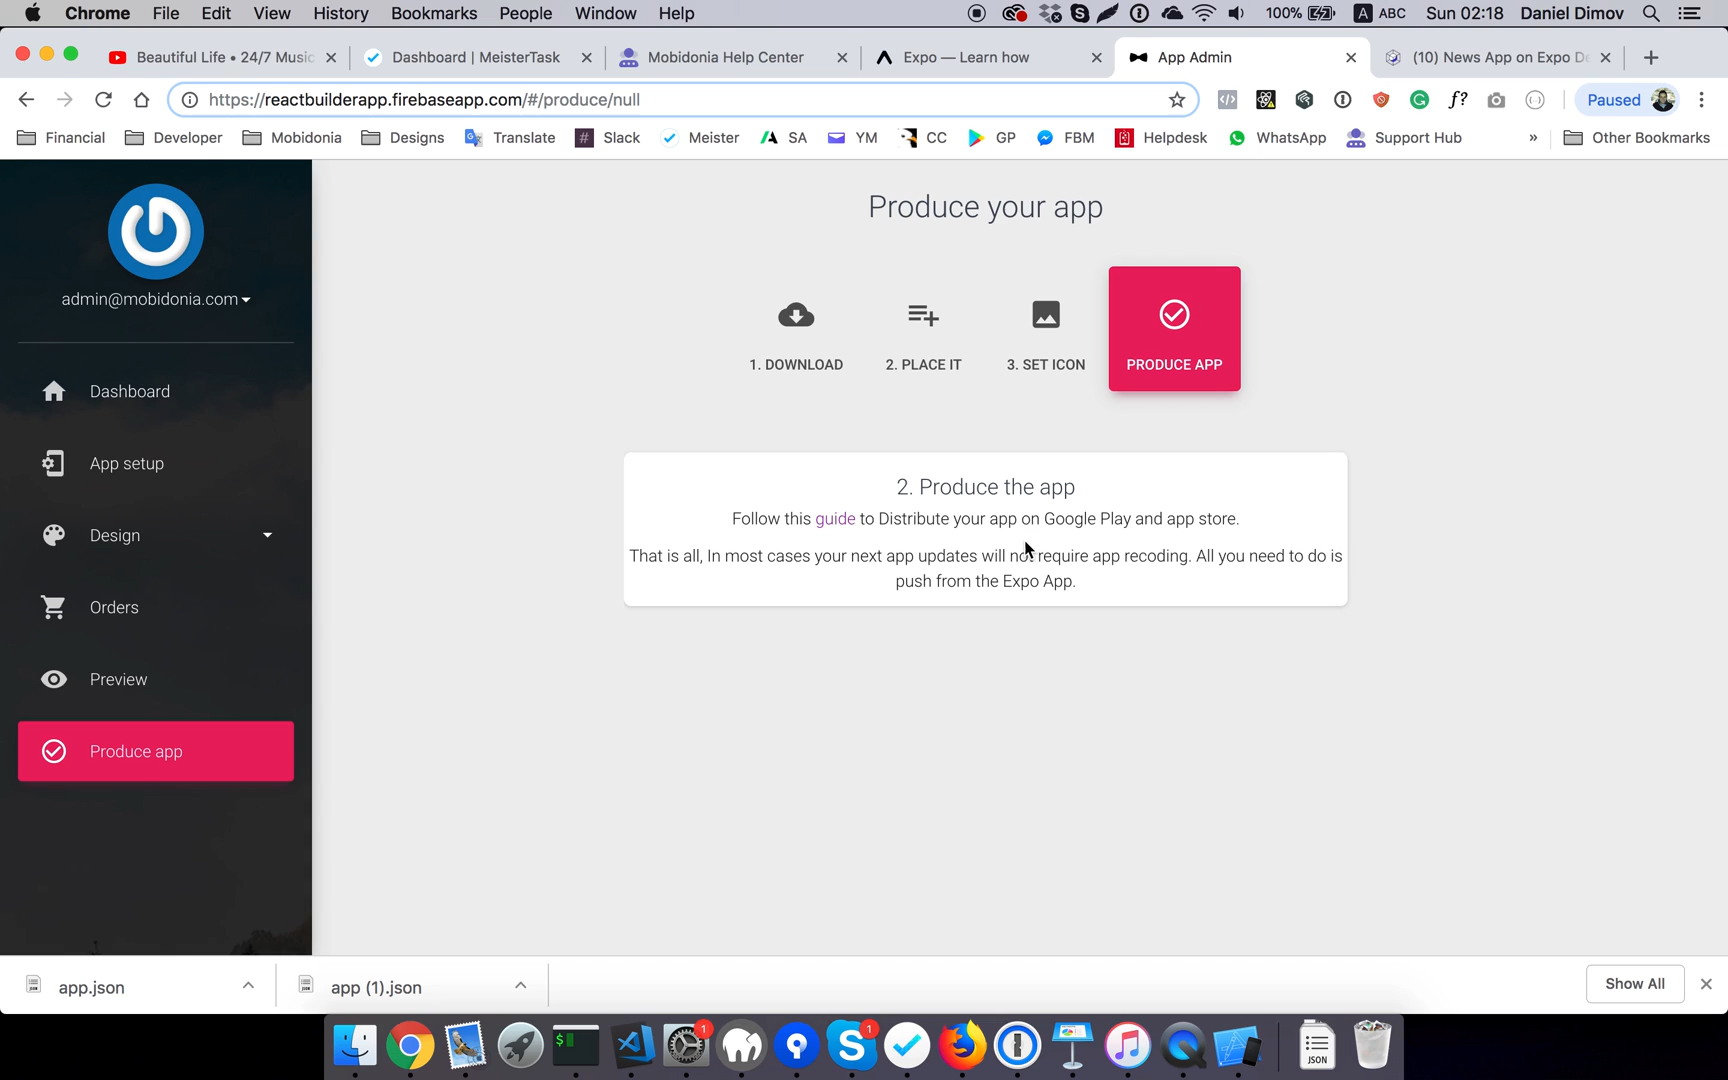 Chrome File Edit View History Bookmarks People Window Help 100% A ABC Sun 02:18 Daniel Dimov
Beautiful Life • 24/7 Music Dashboard | MeisterTask Mobidonia Help Center Expo — Learn how App Admin (10) News App on Expo De
https://reactbuilderapp.firebaseapp.com/#/produce/null f? Paused
Financial Developer Mobidonia Designs Translate Slack Meister SA YM CC GP FBM Helpdesk WhatsApp Support Hub » Other Bookmarks
admin@mobidonia.com
Dashboard
App setup
Design
Orders
Preview
Produce app
Produce your app
1. DOWNLOAD 2. PLACE IT 3. SET ICON PRODUCE APP
2. Produce the app
Follow this guide to Distribute your app on Google Play and app store.
That is all, In most cases your next app updates will not require app recoding. All you need to do is
push from the Expo App.
app.json app (1).json Show All
1 1
JSON